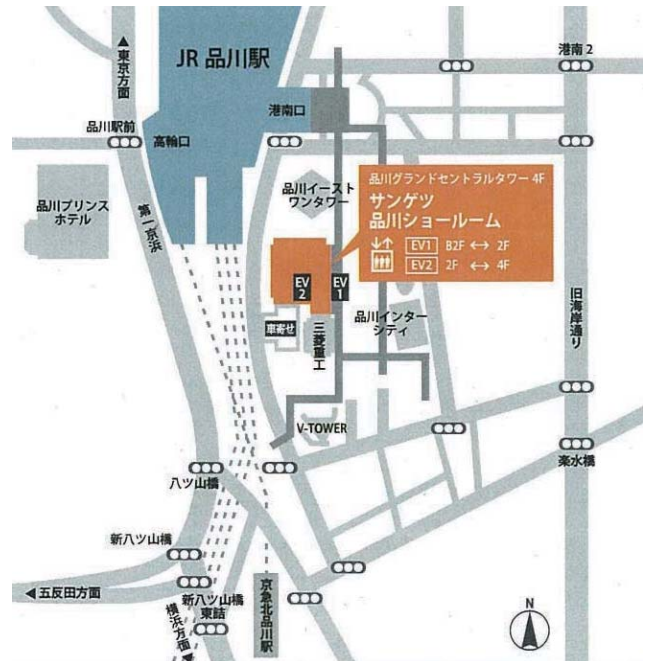 JR 品川駅
港南 2
▲東京方面
港南口
品川駅前
高輪口
品川プリンス
ホテル
第一京浜
品川イースト
ワンタワー
品川グランドセントラルタワー 4F
サンゲツ
品川ショールーム
EV1 B2F ↔ 2F
EV2 2F ↔ 4F
EV
2
EV
1
車寄せ
三菱重工
品川インター
シティ
旧海岸通り
V-TOWER
八ツ山橋
楽水橋
新八ツ山橋
◀五反田方面
新八ツ山橋
東詰
横浜方面▼
京急北品川駅
N